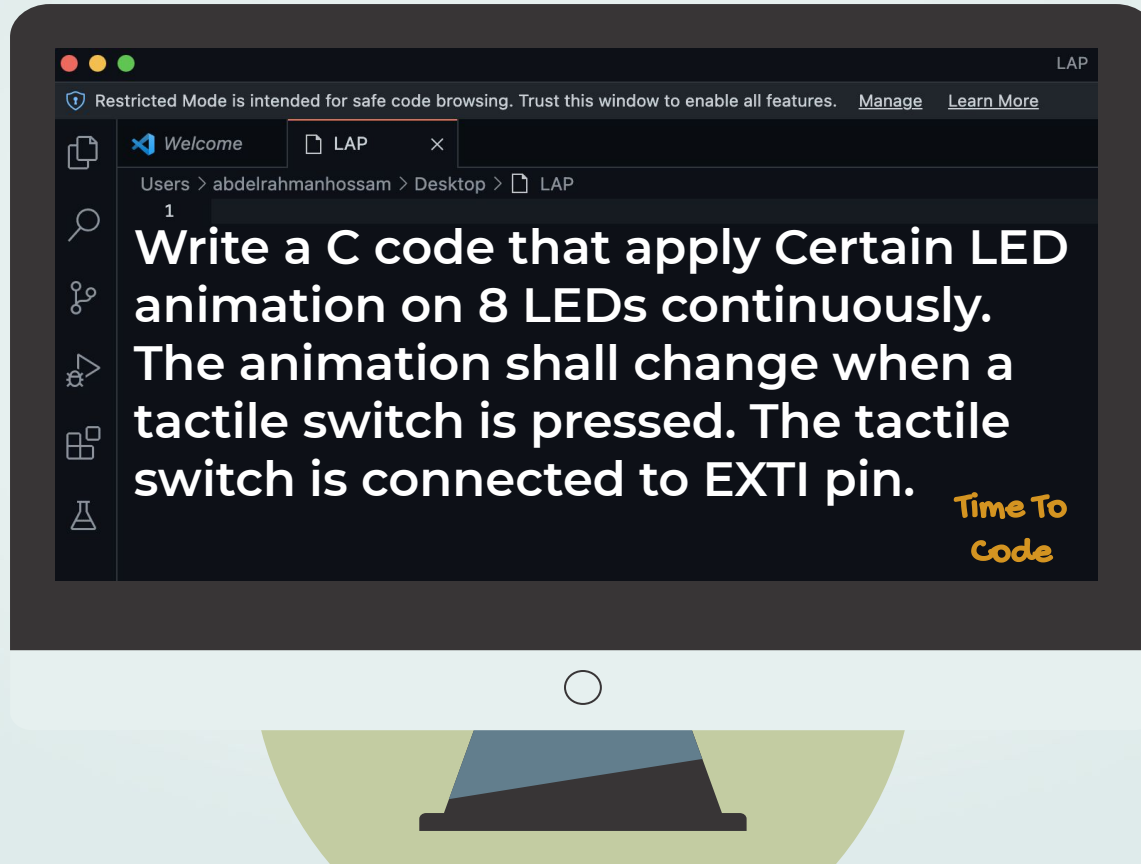 LAP
Restricted Mode is intended for safe code browsing. Trust this window to enable all features. Manage Learn More
Welcome LAP
Users > abdelrahmanhossam > Desktop > LAP
1
Write a C code that apply Certain LED
animation on 8 LEDs continuously.
The animation shall change when a
tactile switch is pressed. The tactile
switch is connected to EXTI pin.
Time To
Code